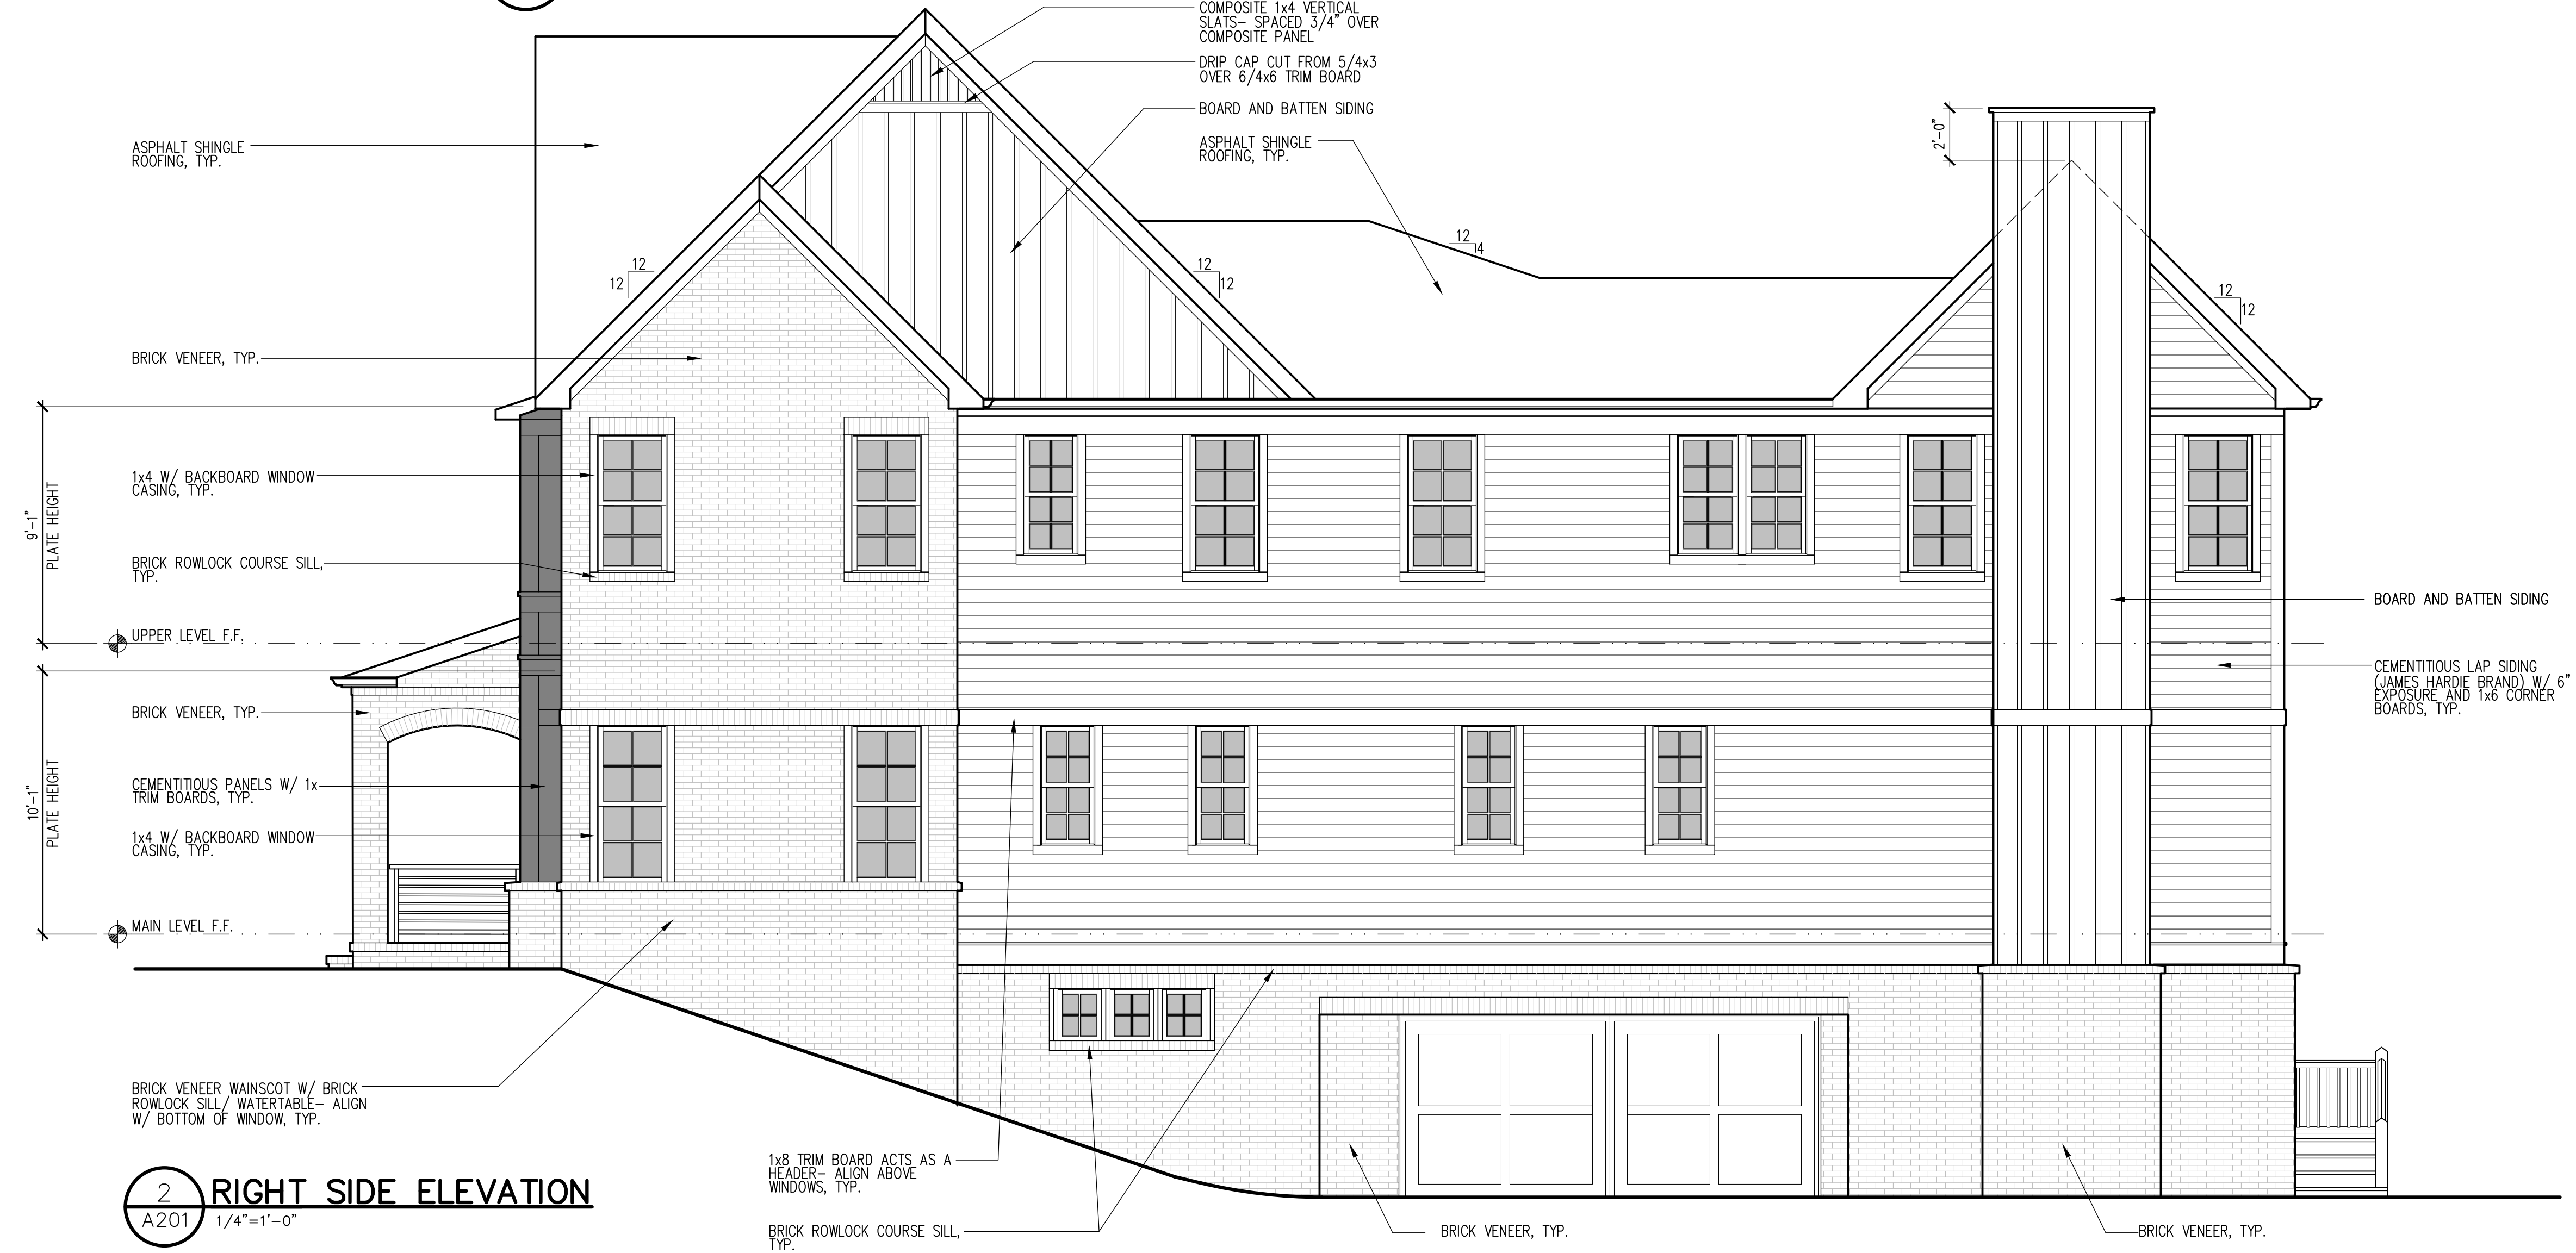 COMPOSITE 1x4 VERTICAL
SLATS- SPACED 3/4" OVER
COMPOSITE PANEL
DRIP CAP CUT FROM 5/4x3
OVER 6/4x6 TRIM BOARD
BOARD AND BATTEN SIDING
ASPHALT SHINGLE
ROOFING, TYP.
ASPHALT SHINGLE
ROOFING, TYP.
2'-0"
12
4
12
12
12
12
12
12
BRICK VENEER, TYP.
1x4 W/ BACKBOARD WINDOW
CASING, TYP.
9'-1"
PLATE HEIGHT
BRICK ROWLOCK COURSE SILL,
TYP.
UPPER LEVEL F.F.
BOARD AND BATTEN SIDING
CEMENTITIOUS LAP SIDING
(JAMES HARDIE BRAND) W/ 6"
EXPOSURE AND 1x6 CORNER
BOARDS, TYP.
BRICK VENEER, TYP.
10'-1"
PLATE HEIGHT
CEMENTITIOUS PANELS W/ 1x
TRIM BOARDS, TYP.
1x4 W/ BACKBOARD WINDOW
CASING, TYP.
MAIN LEVEL F.F.
BRICK VENEER WAINSCOT W/ BRICK
ROWLOCK SILL/ WATERTABLE- ALIGN
W/ BOTTOM OF WINDOW, TYP.
1x8 TRIM BOARD ACTS AS A
HEADER- ALIGN ABOVE
WINDOWS, TYP.
BRICK ROWLOCK COURSE SILL,
TYP.
BRICK VENEER, TYP.
BRICK VENEER, TYP.
2
A201
RIGHT SIDE ELEVATION
1/4"=1'-0"